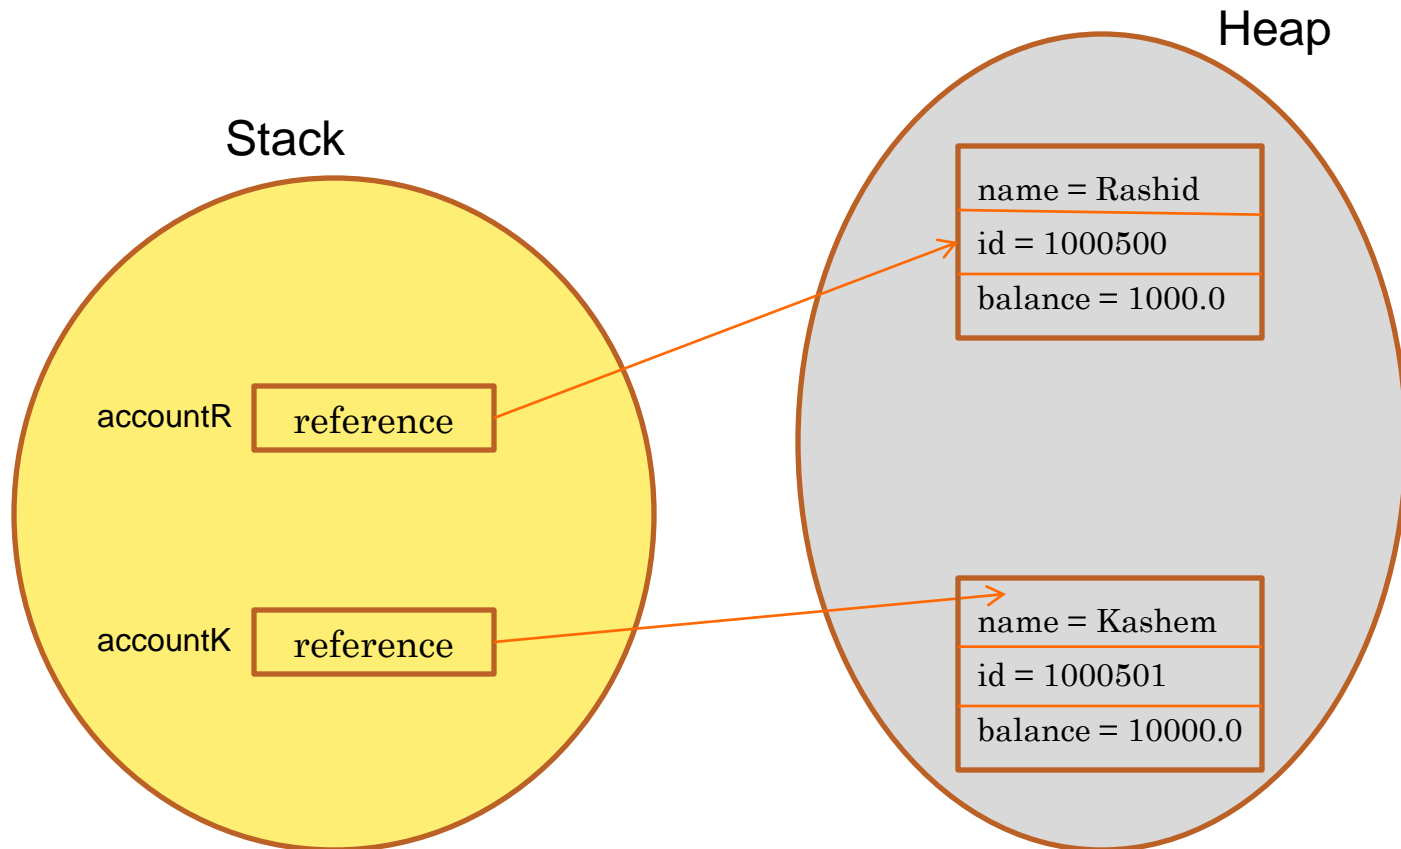 Heap
Stack
name = Rashid
id = 1000500
balance = 1000.0
accountR
reference
accountK
reference
name = Kashem
id = 1000501
balance = 10000.0